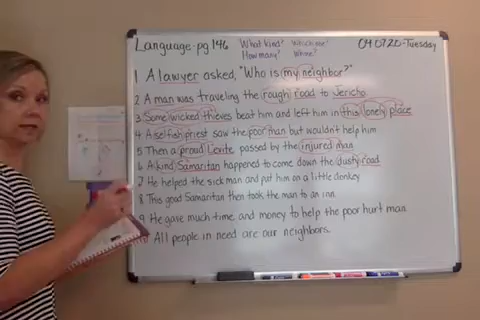 Language-pg 146 What kind? Which one? 04 07 20-Tuesday
How many? Whose?
1 A lawyer asked, "Who is my neighbor?"
2 A man was traveling the rough road to Jericho.
3 Some wicked thieves beat him and left him in this lonely place
4 A selfish priest saw the poor man but wouldn't help him
5 Then a proud Levite passed by the injured man.
6 A kind Samaritan happened to come down the dusty road
7 He helped the sick man and put him on a little donkey
8 This good Samaritan then took the man to an inn.
9 He gave much time and money to help the poor hurt man
10 All people in need are our neighbors.